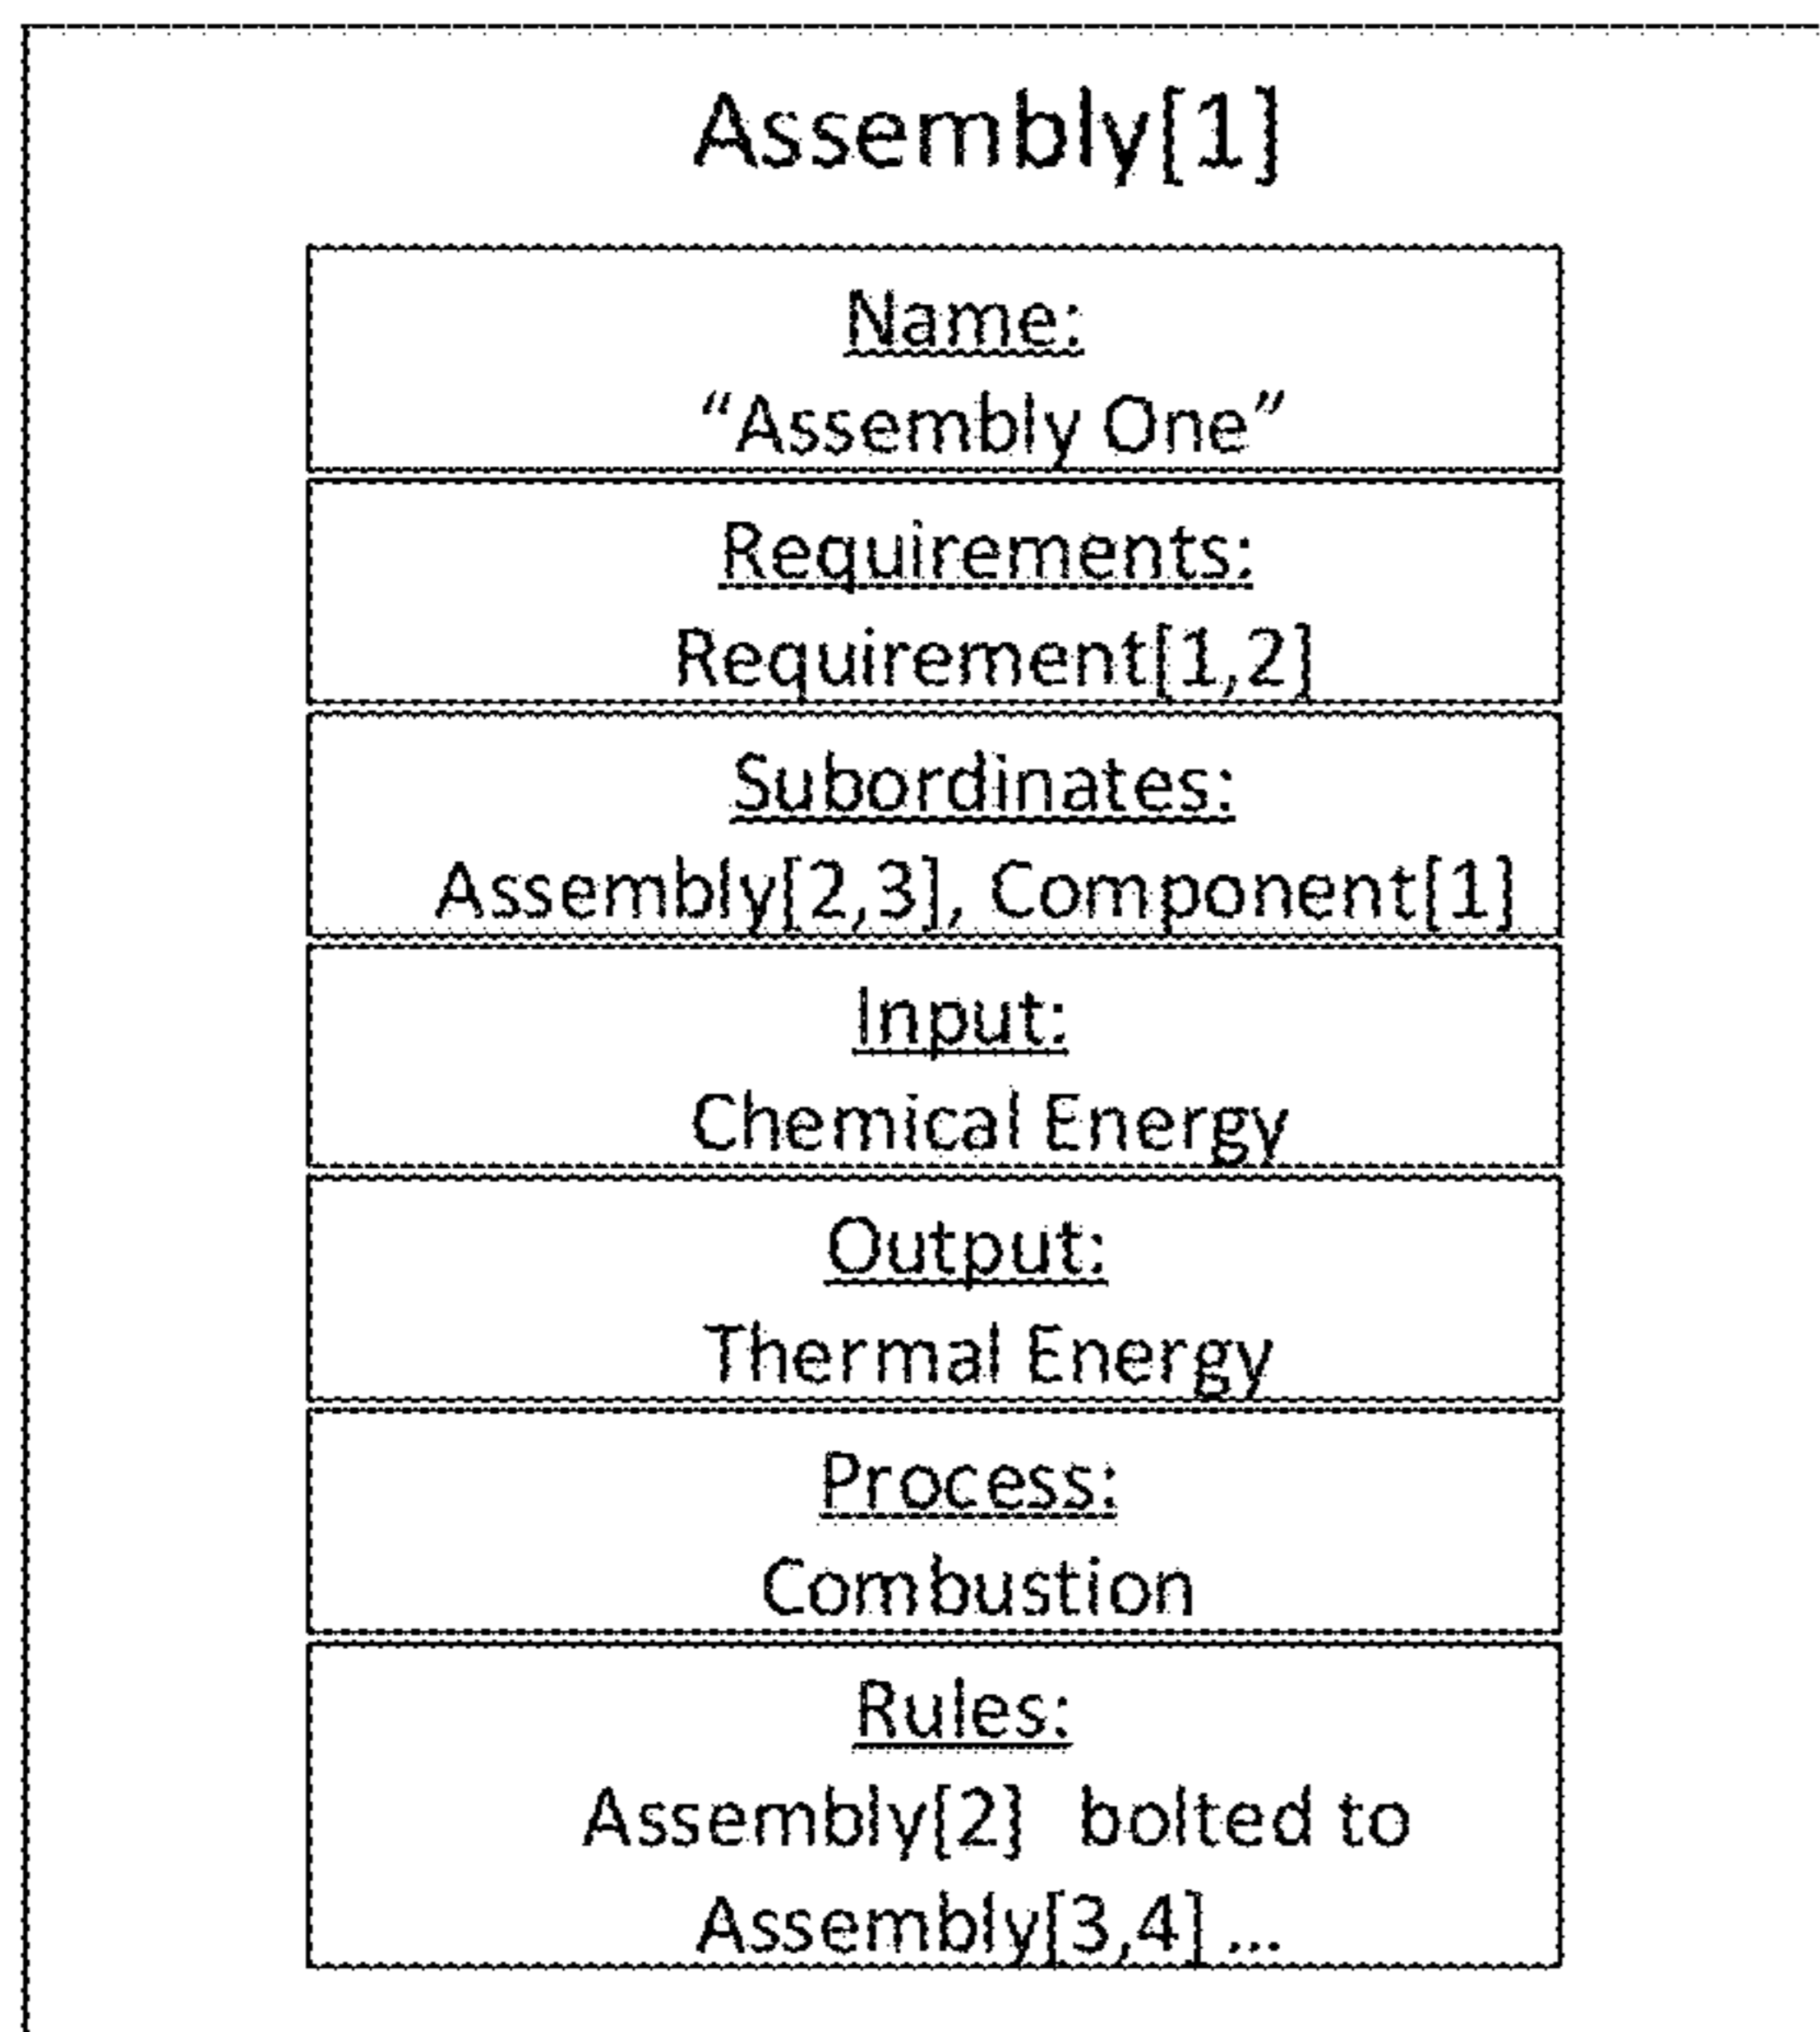 Assembly[1]
Name:
“Assembly One”
Requirements:
Requirement[1,2]
Subordinates:
Assembly[2,3], Component[1]
Input:
Chemical Energy
Output:
Thermal Energy
Process:
Combustion
Rules:
Assembly[2]  bolted to
Assembly[3,4] ...